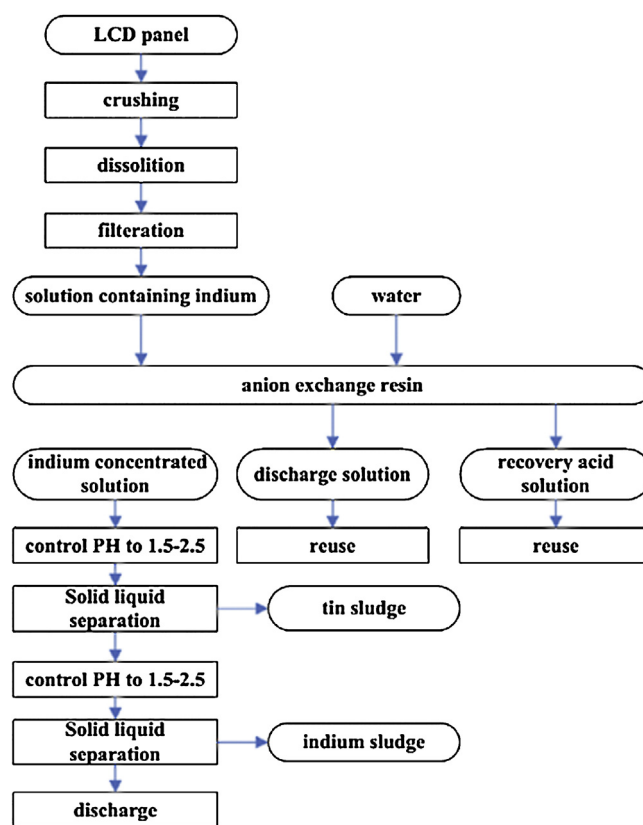 LCD panel
crushing
dissolition
filteration
solution containing indium
water
anion exchange resin
indium concentrated
solution
discharge solution
recovery acid
solution
control PH to 1.5-2.5
reuse
reuse
Solid liquid
separation
tin sludge
control PH to 1.5-2.5
Solid liquid
separation
indium sludge
discharge